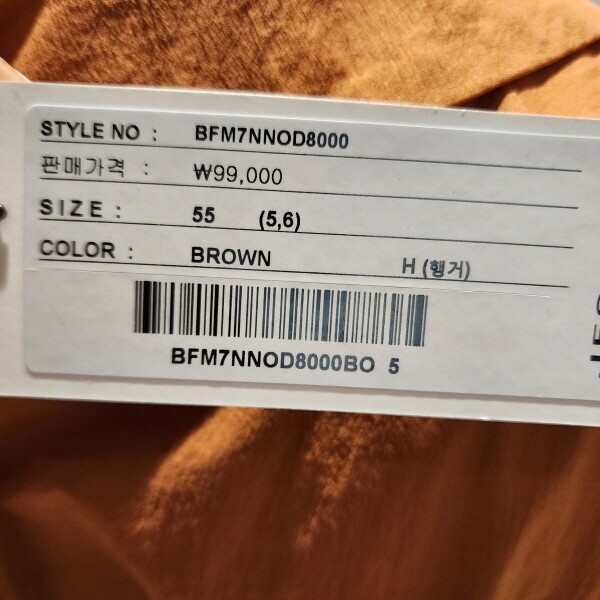 STYLE NO : BFM7NNOD8000
판매가격 : ₩99,000
SIZE : 55 (5,6)
COLOR : BROWN H (행거)
BFM7NNOD8000BO 5